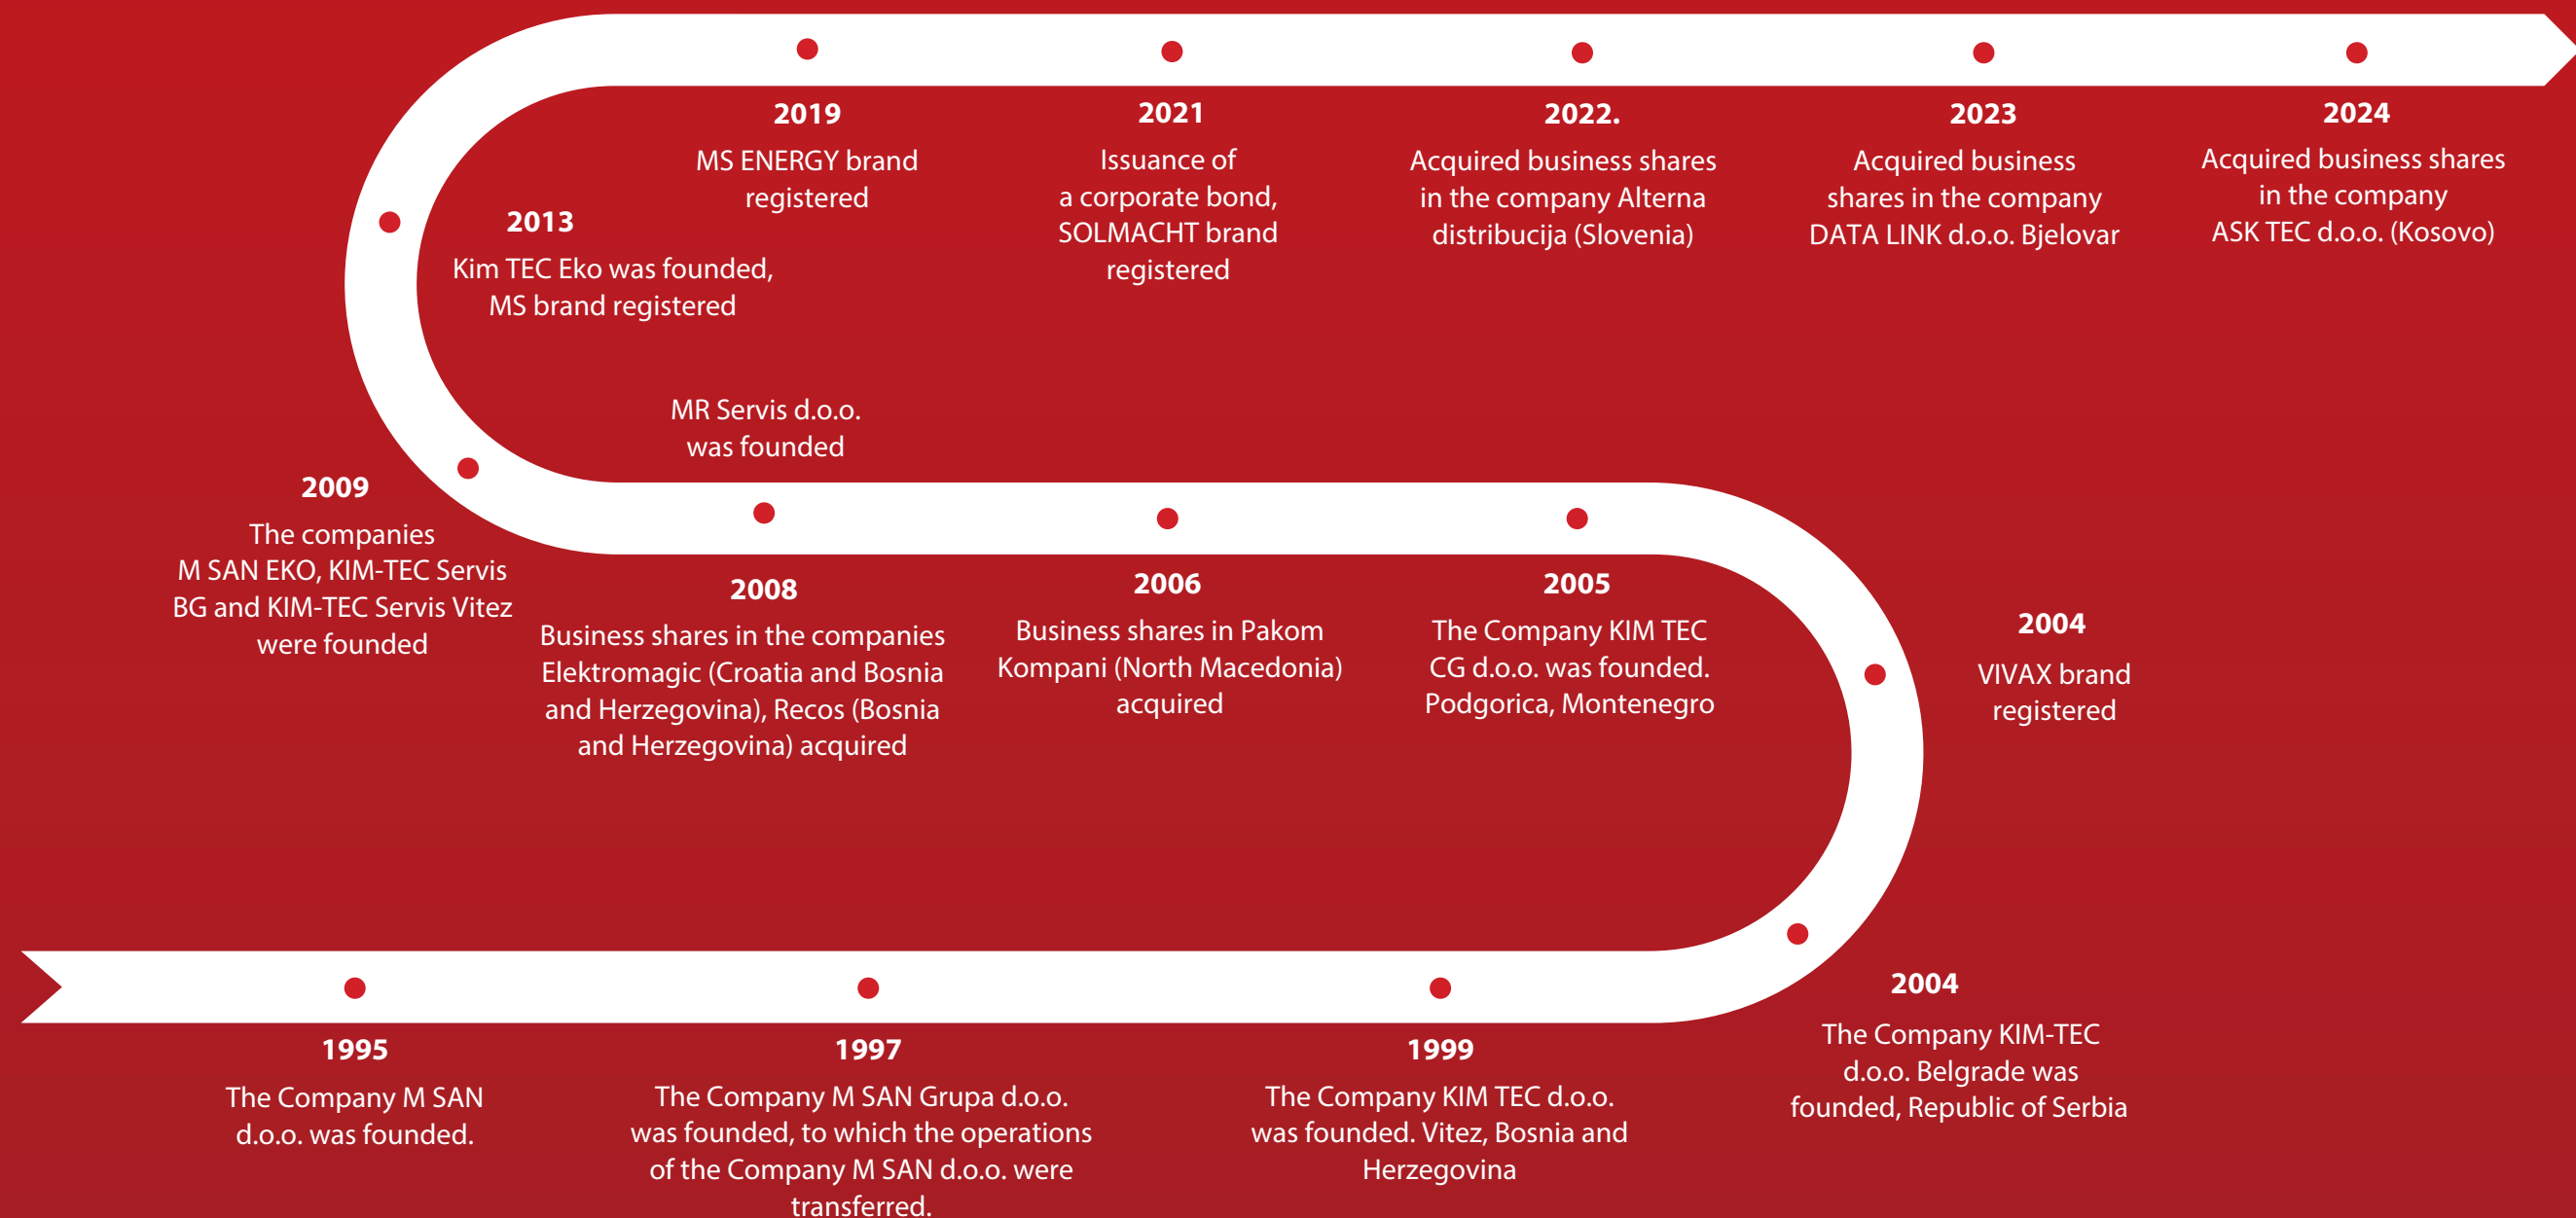 2019
MS ENERGY brand
registered
2021
Issuance of
a corporate bond,
SOLMACHT brand
registered
2022.
Acquired business shares
in the company Alterna
distribucija (Slovenia)
2023
Acquired business
shares in the company
DATA LINK d.o.o. Bjelovar
2024
Acquired business shares
in the company
ASK TEC d.o.o. (Kosovo)
2013
Kim TEC Eko was founded,
MS brand registered
MR Servis d.o.o.
was founded
2009
The companies
M SAN EKO, KIM-TEC Servis
BG and KIM-TEC Servis Vitez
were founded
2008
Business shares in the companies
Elektromagic (Croatia and Bosnia
and Herzegovina), Recos (Bosnia
and Herzegovina) acquired
2006
Business shares in Pakom
Kompani (North Macedonia)
acquired
2005
The Company KIM TEC
CG d.o.o. was founded.
Podgorica, Montenegro
2004
VIVAX brand
registered
1995
The Company M SAN
d.o.o. was founded.
1997
The Company M SAN Grupa d.o.o.
was founded, to which the operations
of the Company M SAN d.o.o. were
transferred.
1999
The Company KIM TEC d.o.o.
was founded. Vitez, Bosnia and
Herzegovina
2004
The Company KIM-TEC
d.o.o. Belgrade was
founded, Republic of Serbia